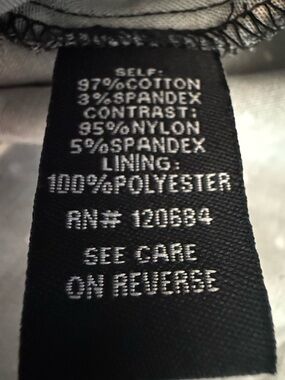 SELF:
97%COTTON
3%SPANDEX
CONTRAST:
95%NYLON
5%SPANDEX
LINING:
100%POLYESTER
RN# 120684
SEE CARE
ON REVERSE